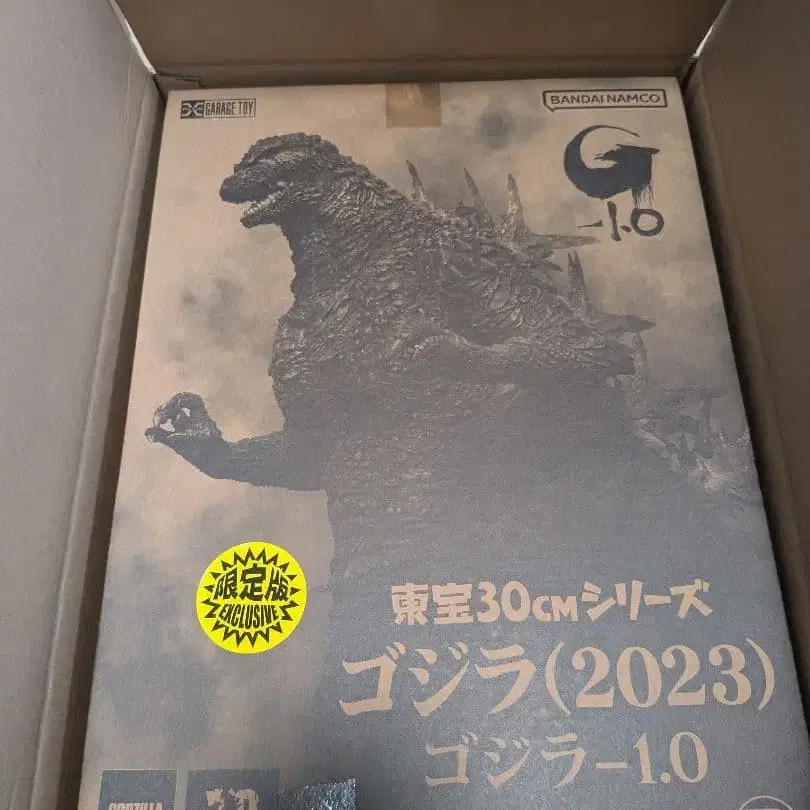 GARAGE TOY
BANDAI NAMCO
G
-1.0
限定版
EXCLUSIVE
東宝30CMシリーズ
ゴジラ(2023)
ゴジラ-1.0
GODZILLA